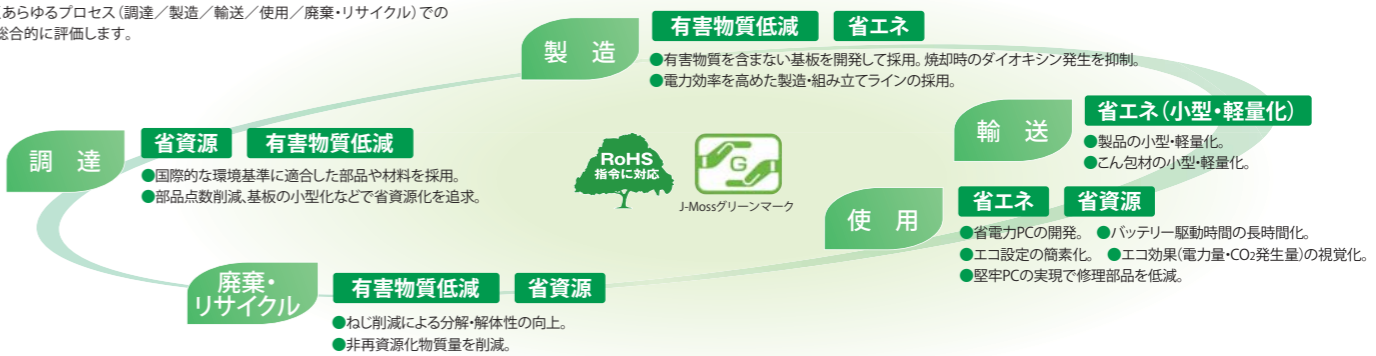 あらゆるプロセス（調達／製造／輸送／使用／廃棄・リサイクル）での
総合的に評価します。
製 造
有害物質低減
省エネ
●有害物質を含まない基板を開発して採用。焼却時のダイオキシン発生を抑制。
●電力効率を高めた製造・組み立てラインの採用。
調 達
省資源
有害物質低減
●国際的な環境基準に適合した部品や材料を採用。
●部品点数削減、基板の小型化などで省資源化を追求。
RoHS
指令に対応
G
J-Mossグリーンマーク
輸 送
省エネ（小型・軽量化）
●製品の小型・軽量化。
●こん包材の小型・軽量化。
使 用
省エネ
省資源
●省電力PCの開発。 ●バッテリー駆動時間の長時間化。
●エコ設定の簡素化。 ●エコ効果(電力量・CO₂発生量)の視覚化。
●堅牢PCの実現で修理部品を低減。
廃棄・
リサイクル
有害物質低減
省資源
●ねじ削減による分解・解体性の向上。
●非再資源化物質量を削減。